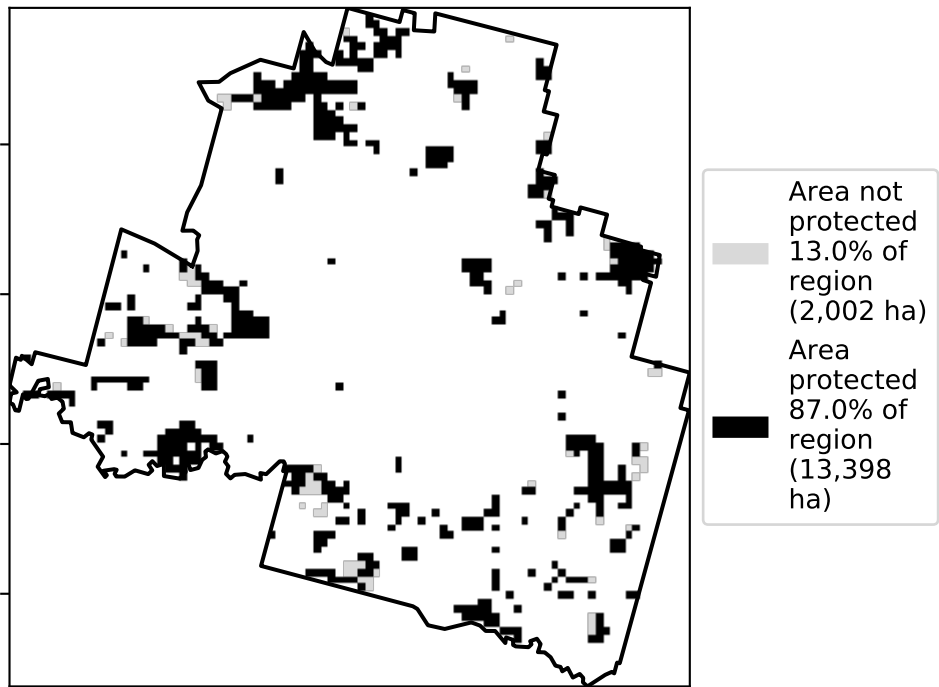 Area not
protected
13.0% of
region
(2,002 ha)
Area
protected
87.0% of
region
(13,398
ha)